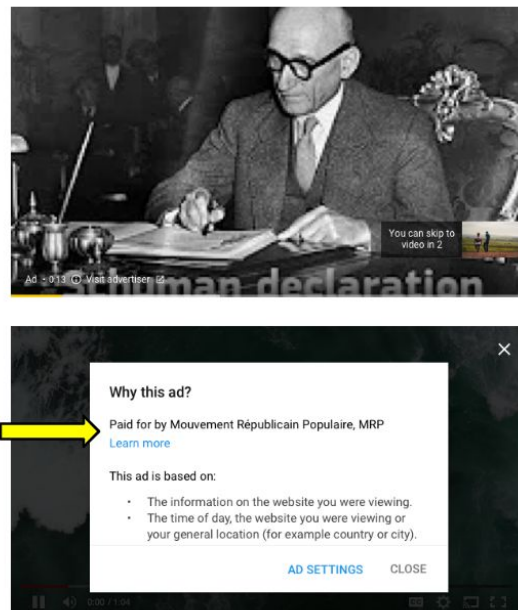 You can skip to
video in 2
Ad · 0:13 ⓘ Visit advertiser
Schuman declaration
Why this ad?
Paid for by Mouvement Républicain Populaire, MRP
Learn more
This ad is based on:
· The information on the website you were viewing.
· The time of day, the website you were viewing or
your general location (for example country or city).
AD SETTINGS CLOSE
0:00 / 1:04